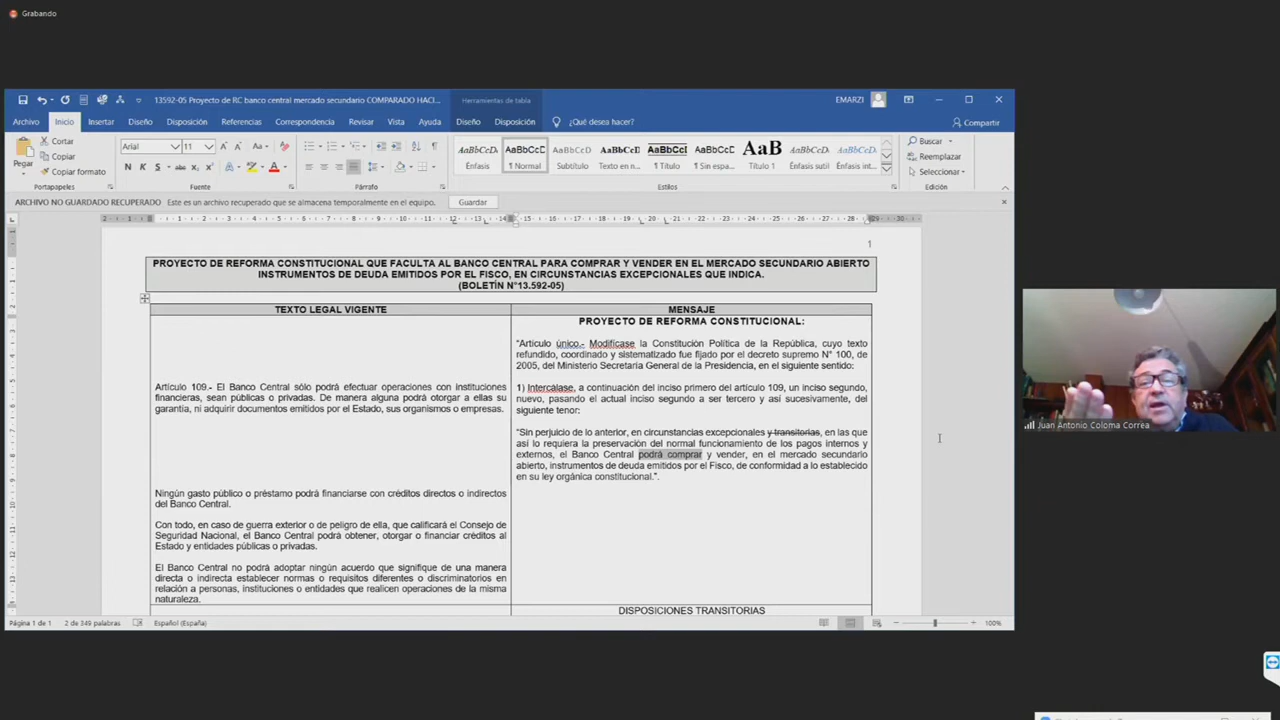 Grabando
13592-05 Proyecto de RC banco central mercado secundario COMPARADO HACI...
Herramientas de tabla
EMARZI
Archivo Inicio Insertar Diseño Disposición Referencias Correspondencia Revisar Vista Ayuda Diseño Disposición ¿Qué desea hacer? Compartir
Pegar
Cortar
Copiar
Copiar formato
Portapapeles
Arial 11
N K S abc x₂ x²
Fuente
Párrafo
AaBbCcDc AaBbCcDc AaBbCcD AaBbCcDc AaBbCcDc AaBbCcD AaB AaBbCcDc AaBbCcDc
Énfasis ¶ Normal Subtítulo Texto en n... ¶ Título ¶ Sin espa... Título 1 Énfasis sutil Énfasis int...
Estilos
Buscar
Reemplazar
Seleccionar
Edición
ARCHIVO NO GUARDADO RECUPERADO Este es un archivo recuperado que se almacena temporalmente en el equipo. Guardar
1
PROYECTO DE REFORMA CONSTITUCIONAL QUE FACULTA AL BANCO CENTRAL PARA COMPRAR Y VENDER EN EL MERCADO SECUNDARIO ABIERTO
INSTRUMENTOS DE DEUDA EMITIDOS POR EL FISCO, EN CIRCUNSTANCIAS EXCEPCIONALES QUE INDICA.
(BOLETÍN N°13.592-05)
TEXTO LEGAL VIGENTE
Artículo 109.- El Banco Central sólo podrá efectuar operaciones con instituciones
financieras, sean públicas o privadas. De manera alguna podrá otorgar a ellas su
garantía, ni adquirir documentos emitidos por el Estado, sus organismos o empresas.
Ningún gasto público o préstamo podrá financiarse con créditos directos o indirectos
del Banco Central.
Con todo, en caso de guerra exterior o de peligro de ella, que calificará el Consejo de
Seguridad Nacional, el Banco Central podrá obtener, otorgar o financiar créditos al
Estado y entidades públicas o privadas.
El Banco Central no podrá adoptar ningún acuerdo que signifique de una manera
directa o indirecta establecer normas o requisitos diferentes o discriminatorios en
relación a personas, instituciones o entidades que realicen operaciones de la misma
naturaleza.
MENSAJE
PROYECTO DE REFORMA CONSTITUCIONAL:
"Artículo único.- Modifícase la Constitución Política de la República, cuyo texto
refundido, coordinado y sistematizado fue fijado por el decreto supremo N° 100, de
2005, del Ministerio Secretaría General de la Presidencia, en el siguiente sentido:
1) Intercálase, a continuación del inciso primero del artículo 109, un inciso segundo,
nuevo, pasando el actual inciso segundo a ser tercero y así sucesivamente, del
siguiente tenor:
"Sin perjuicio de lo anterior, en circunstancias excepcionales y transitorias, en las que
así lo requiera la preservación del normal funcionamiento de los pagos internos y
externos, el Banco Central podrá comprar y vender, en el mercado secundario
abierto, instrumentos de deuda emitidos por el Fisco, de conformidad a lo establecido
en su ley orgánica constitucional.".
DISPOSICIONES TRANSITORIAS
Página 1 de 1 2 de 349 palabras Español (España) 100%
Juan Antonio Coloma Correa